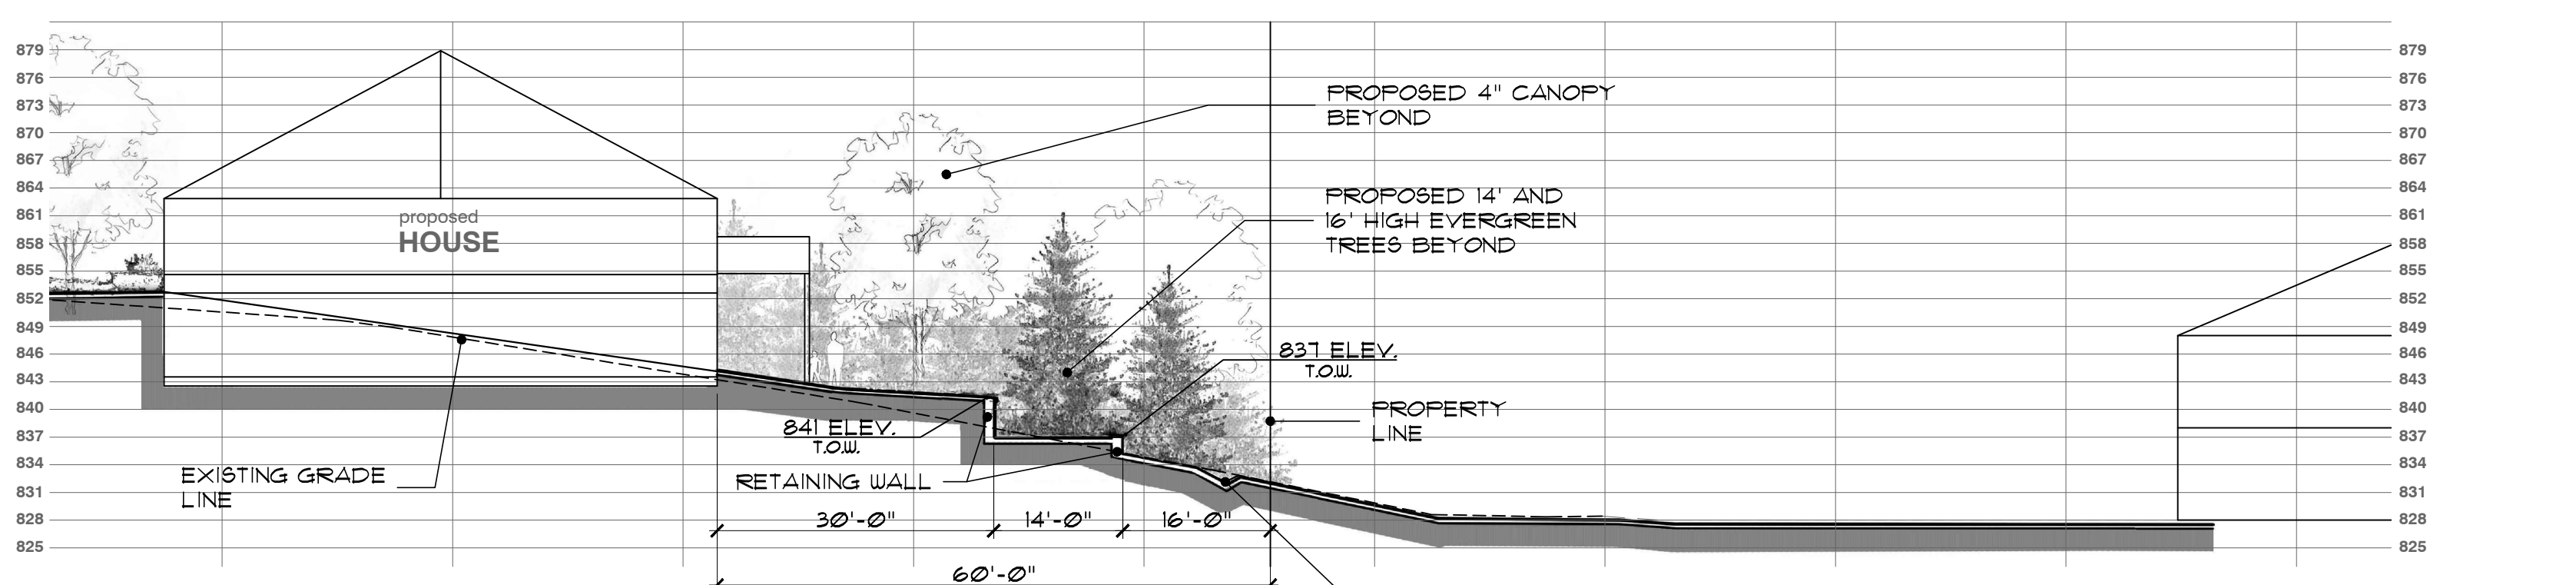 879
876
873
870
867
864
861
858
855
852
849
846
843
840
837
834
831
828
825
proposed
HOUSE
EXISTING GRADE
LINE
841 ELEV.
T.O.W.
RETAINING WALL
30'-0"
14'-0"
16'-0"
60'-0"
PROPOSED 4" CANOPY
BEYOND
PROPOSED 14' AND
16' HIGH EVERGREEN
TREES BEYOND
837 ELEV.
T.O.W.
PROPERTY
LINE
879
876
873
870
867
864
861
858
855
852
849
846
843
840
837
834
831
828
825